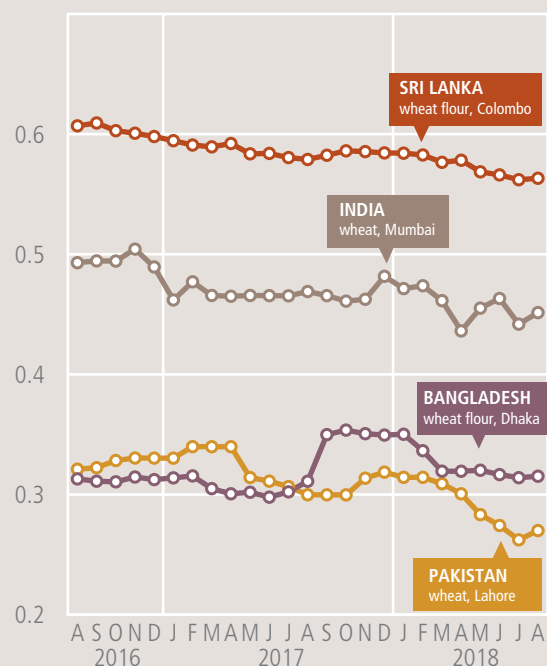 SRI LANKA
wheat flour, Colombo
0.6
INDIA
wheat, Mumbai
0.5
0.4
BANGLADESH
wheat flour, Dhaka
0.3
PAKISTAN
wheat, Lahore
0.2
A S O N D J F M A M J J A S O N D J F M A M J J A
2016 2017 2018